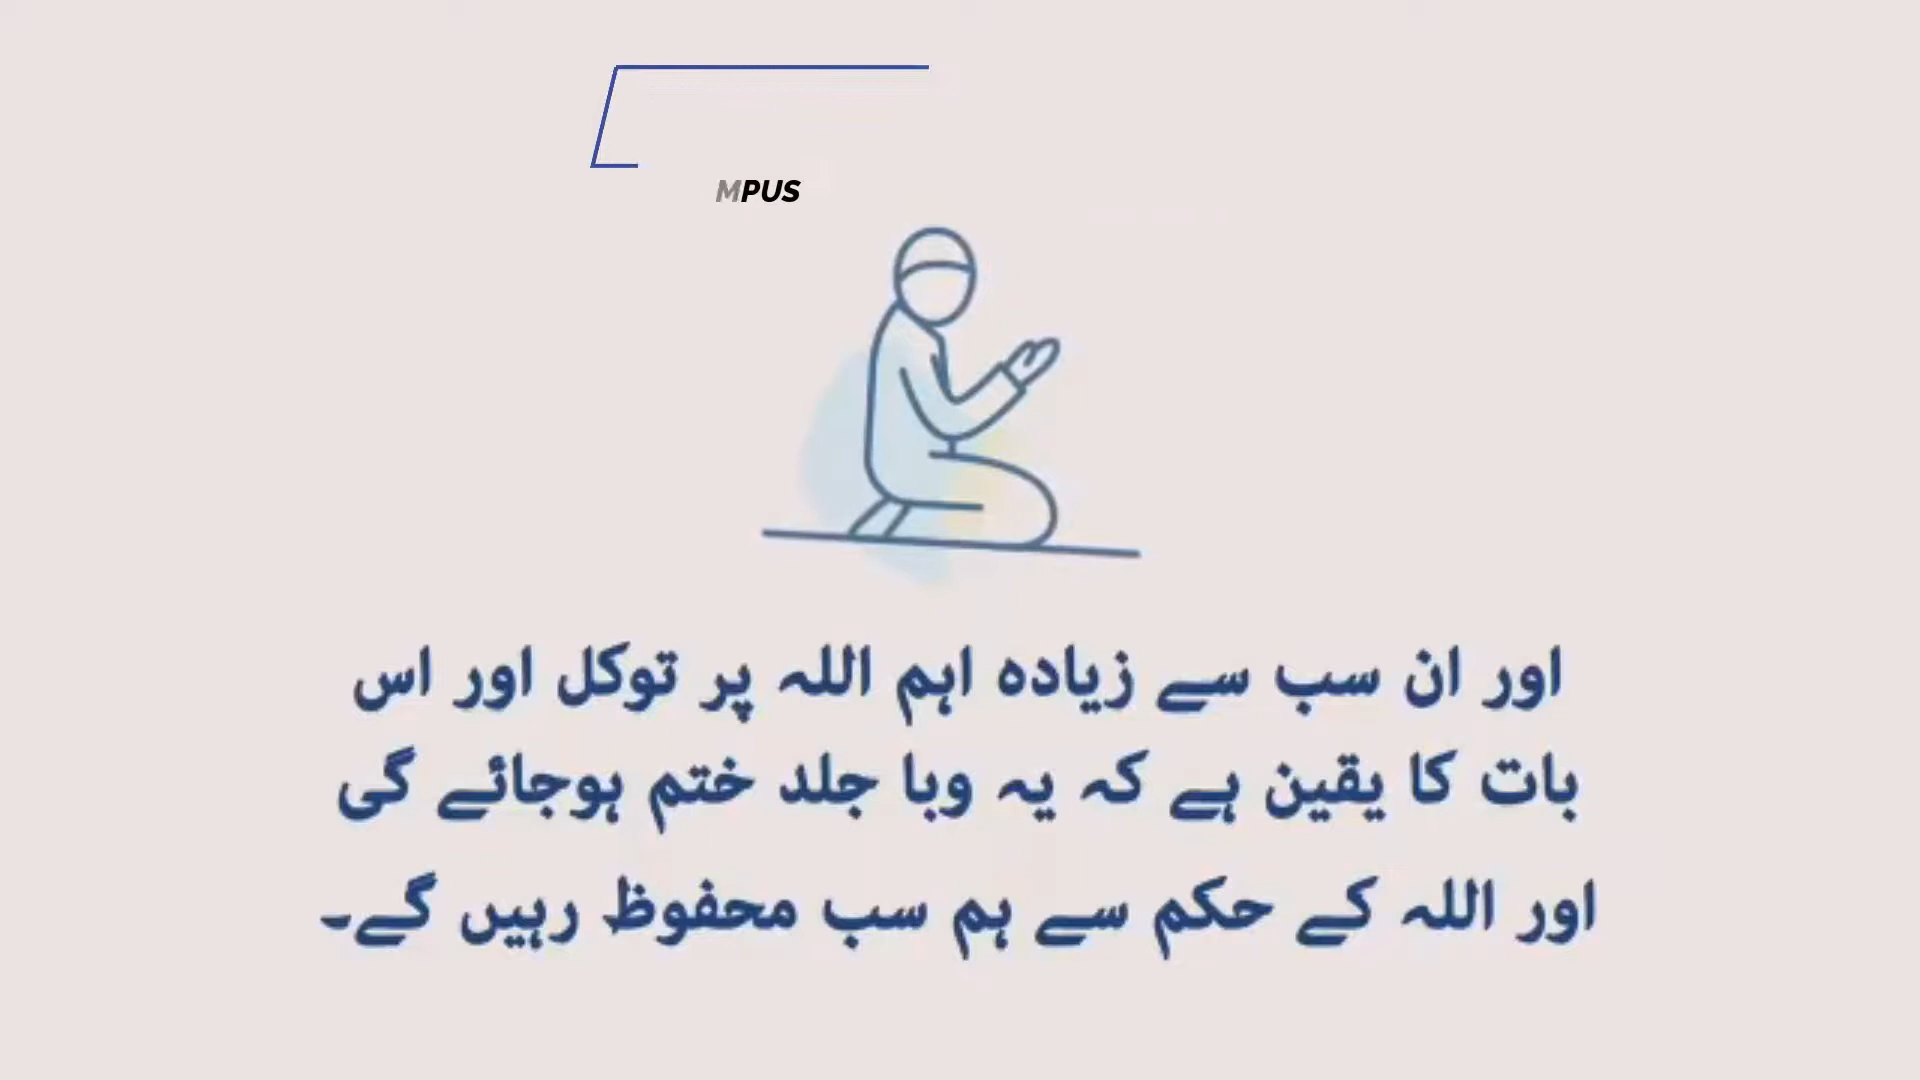 MPUS
اور ان سب سے زیادہ اہم اللہ پر توکل اور اس
بات کا یقین ہے کہ یہ وبا جلد ختم ہوجائے گی
اور اللہ کے حکم سے ہم سب محفوظ رہیں گے۔